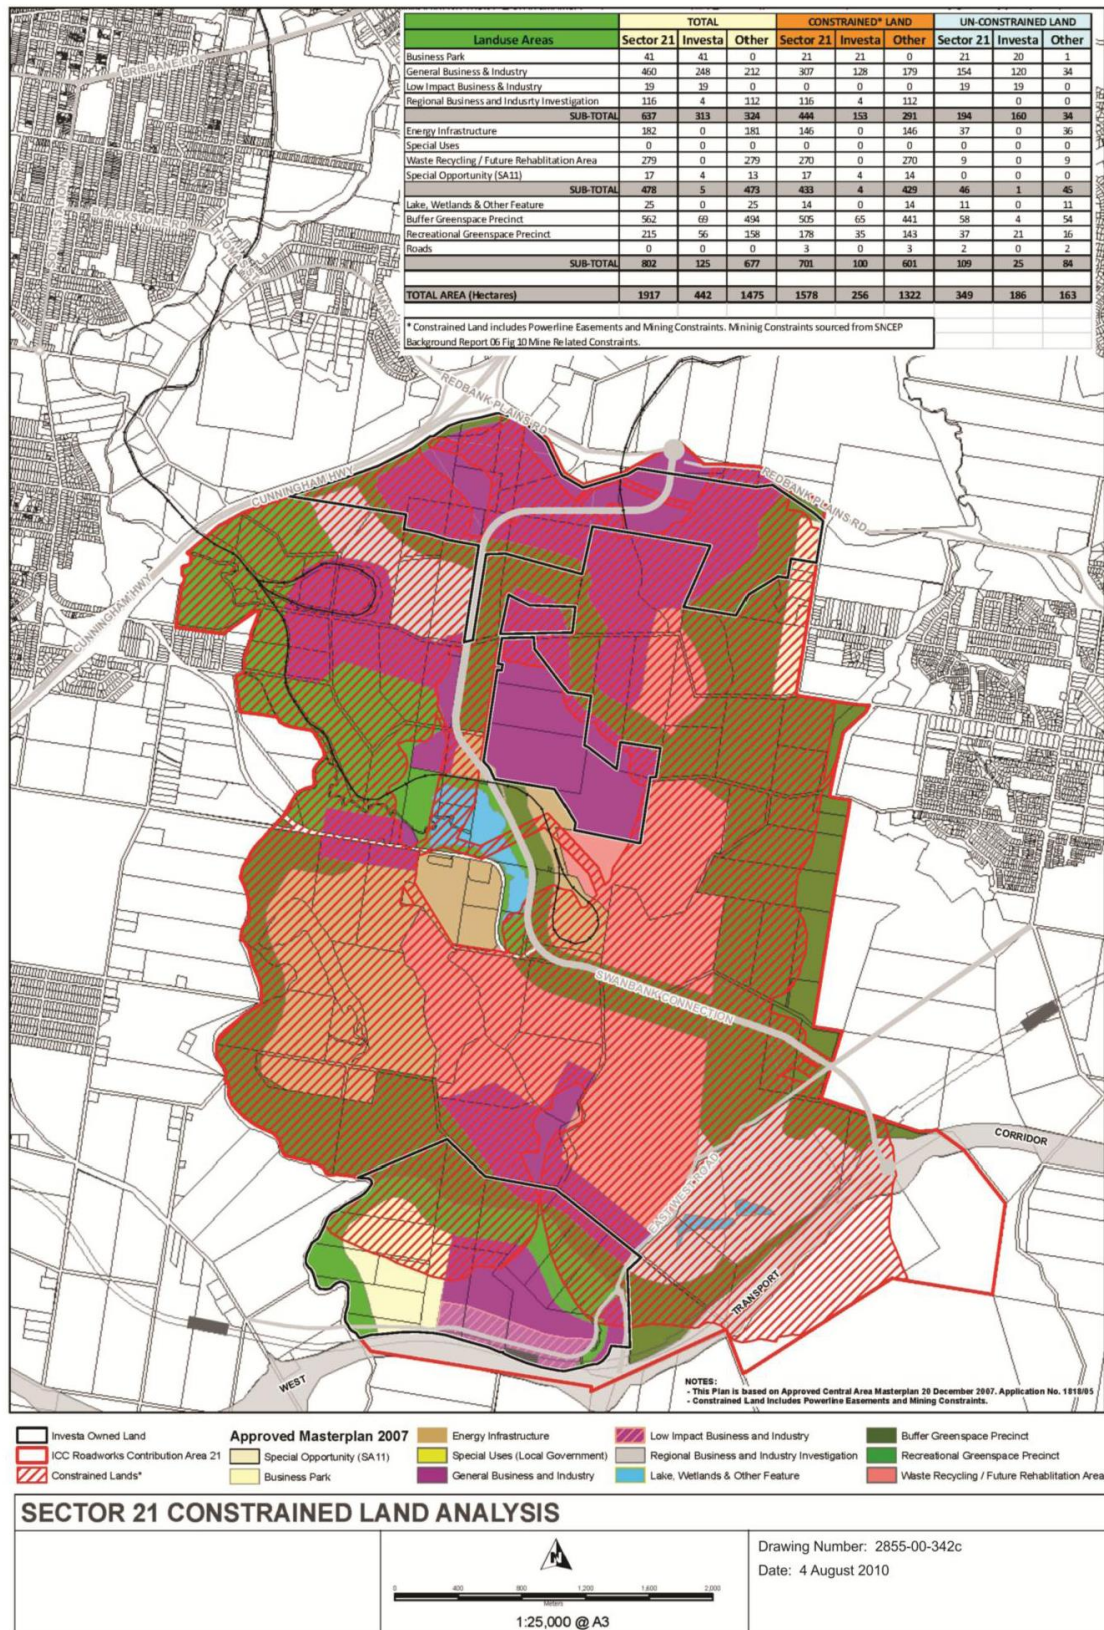 TOTAL CONSTRAINED* LAND UN-CONSTRAINED LAND
Landuse Areas Sector 21 Investa Other Sector 21 Investa Other Sector 21 Investa Other
Business Park 41 41 0 21 21 0 21 20 1
General Business & Industry 460 248 212 307 128 179 154 120 34
Low Impact Business & Industry 19 19 0 0 0 0 19 19 0
Regional Business and Indusrty Investigation 116 4 112 116 4 112 0 0
SUB-TOTAL 637 313 324 444 153 291 194 160 34
Energy Infrastructure 182 0 181 146 0 146 37 0 36
Special Uses 0 0 0 0 0 0 0 0 0
Waste Recycling / Future Rehablitation Area 279 0 279 270 0 270 9 0 9
Special Opportunity (SA11) 17 4 13 17 4 14 0 0 0
SUB-TOTAL 478 5 473 433 4 429 46 1 45
Lake, Wetlands & Other Feature 25 0 25 14 0 14 11 0 11
Buffer Greenspace Precinct 562 69 494 505 65 441 58 4 54
Recreational Greenspace Precinct 215 56 158 178 35 143 37 21 16
Roads 0 0 0 3 0 3 2 0 2
SUB-TOTAL 802 125 677 701 100 601 109 25 84
TOTAL AREA (Hectares) 1917 442 1475 1578 256 1322 349 186 163
* Constrained Land includes Powerline Easements and Mining Constraints. Mininig Constraints sourced from SNCEP
Background Report 06 Fig 10 Mine Related Constraints.
BRISBANE RD
BLACKSTONE RD
REDBANK PLAINS RD
CUNNINGHAM HWY
REDBANK PLAINS RD
CUNNINGHAM HWY
SWANBANK CONNECTION
CORRIDOR
EAST WEST ROAD
TRANSPORT
WEST
NOTES:
- This Plan is based on Approved Central Area Masterplan 20 December 2007. Application No. 1818/05
- Constrained Land Includes Powerline Easements and Mining Constraints.
Investa Owned Land
ICC Roadworks Contribution Area 21
Constrained Lands*
Approved Masterplan 2007
Special Opportunity (SA11)
Business Park
Energy Infrastructure
Special Uses (Local Government)
General Business and Industry
Low Impact Business and Industry
Regional Business and Industry Investigation
Lake, Wetlands & Other Feature
Buffer Greenspace Precinct
Recreational Greenspace Precinct
Waste Recycling / Future Rehablitation Area
SECTOR 21 CONSTRAINED LAND ANALYSIS
N
0 400 800 1,200 1,600 2,000
Meters
1:25,000 @ A3
Drawing Number: 2855-00-342c
Date: 4 August 2010